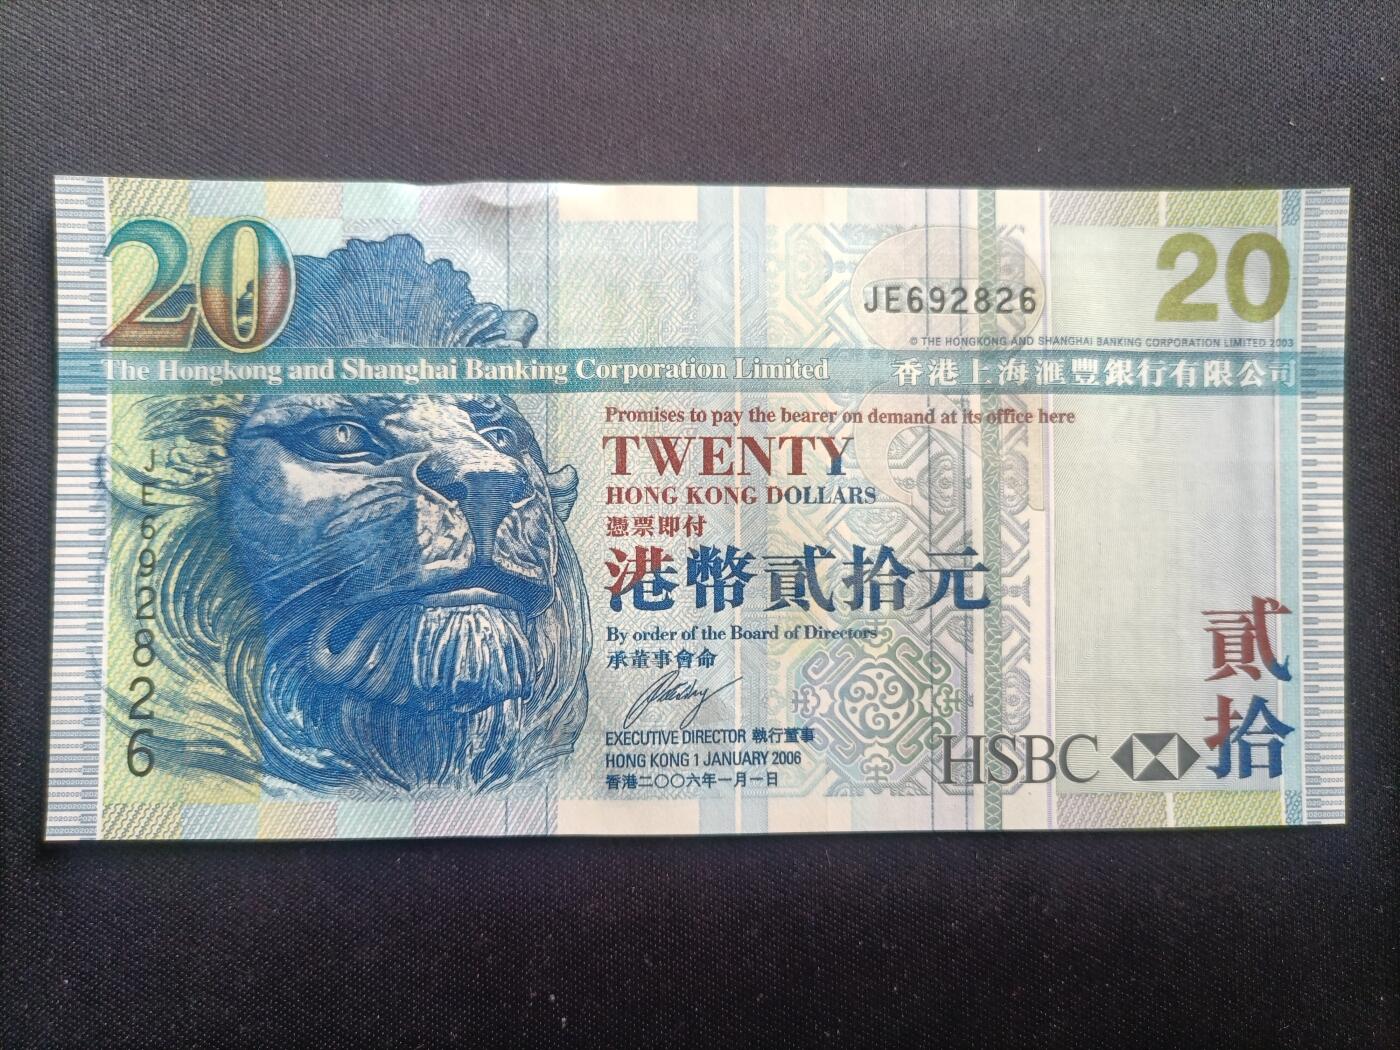 20
JE692826
20
© THE HONGKONG AND SHANGHAI BANKING CORPORATION LIMITED 2003
The Hongkong and Shanghai Banking Corporation Limited 香港上海滙豐銀行有限公司
Promises to pay the bearer on demand at its office here
TWENTY
HONG KONG DOLLARS
憑票即付
港幣貳拾元
By order of the Board of Directors
承董事會命
EXECUTIVE DIRECTOR 執行董事
HONG KONG 1 JANUARY 2006
香港二〇〇六年一月一日
JE692826
HSBC
貳拾